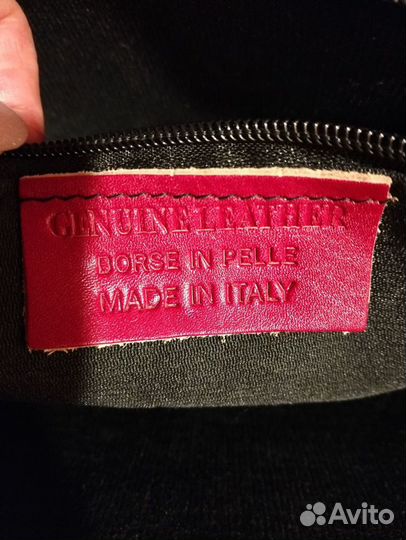 GENUINE LEATHER
BORSE IN PELLE
MADE IN ITALY
Avito